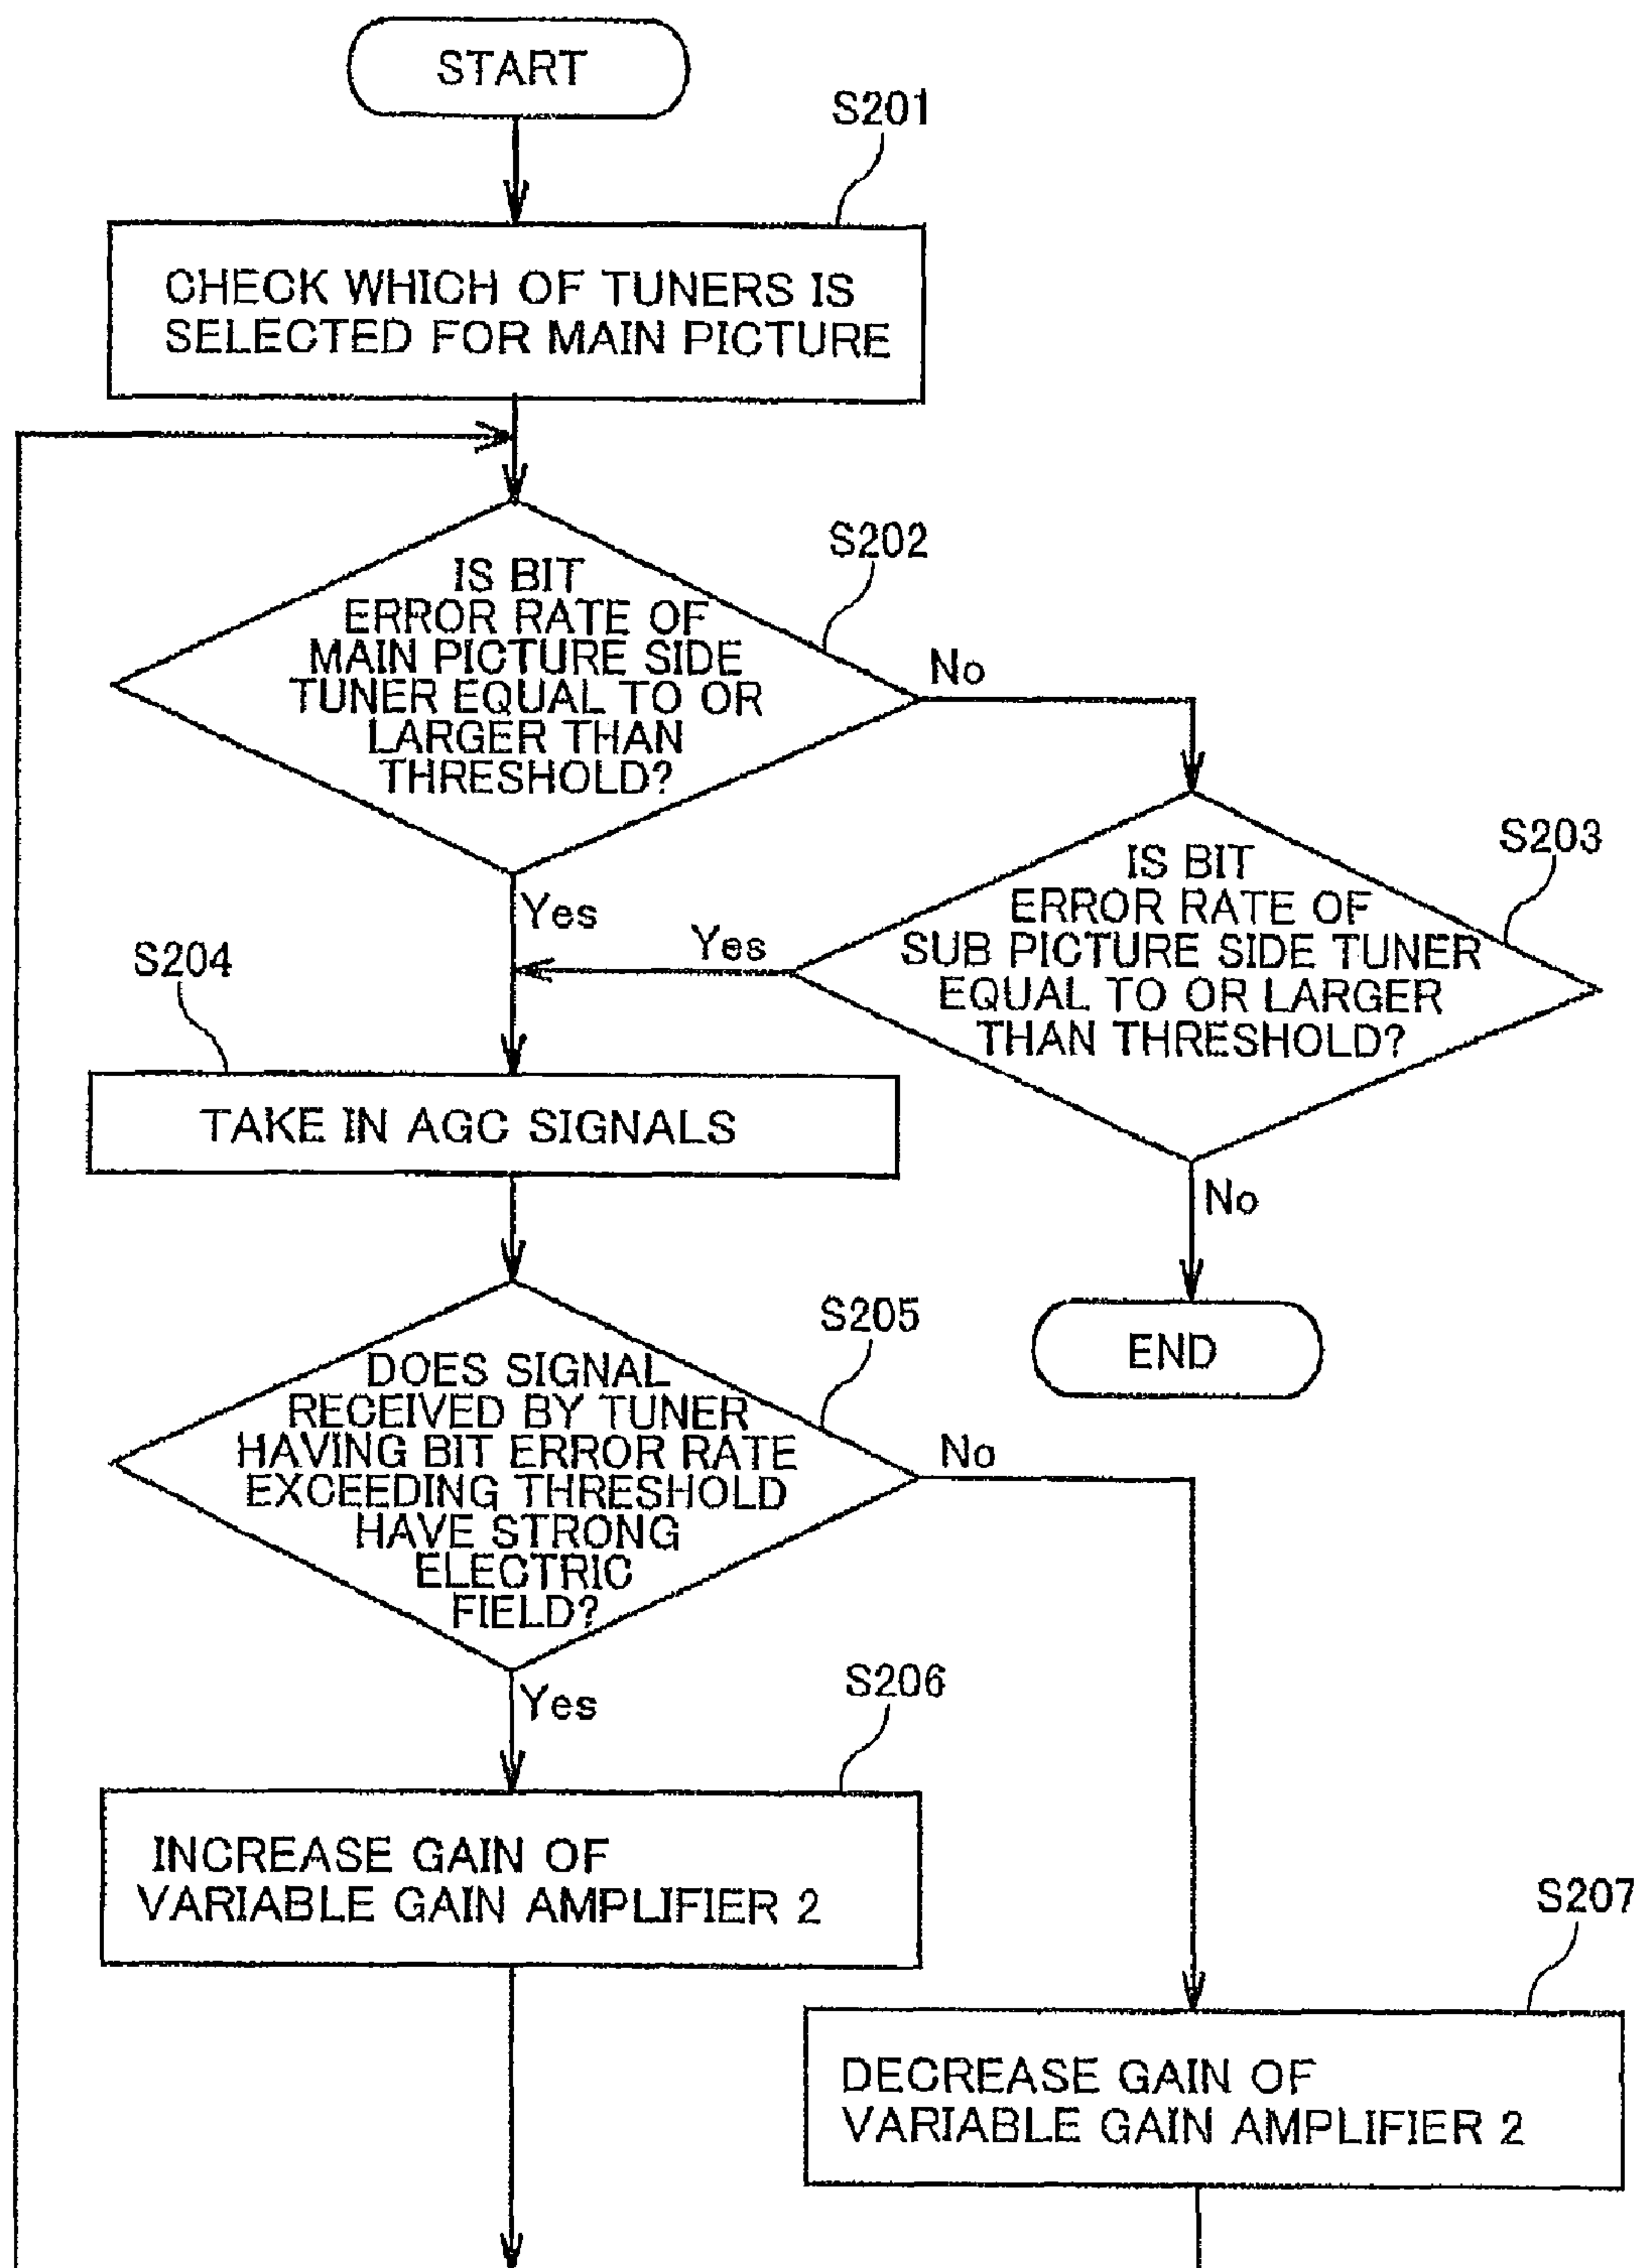 START
S201
CHECK WHICH OF TUNERS IS
SELECTED FOR MAIN PICTURE
S202
IS BIT
ERROR RATE OF
MAIN PICTURE SIDE
TUNER EQUAL TO OR
LARGER THAN
THRESHOLD?
No
Yes
S203
IS BIT
ERROR RATE OF
SUB PICTURE SIDE TUNER
EQUAL TO OR LARGER
THAN THRESHOLD?
Yes
No
END
S204
TAKE IN AGC SIGNALS
S205
DOES SIGNAL
RECEIVED BY TUNER
HAVING BIT ERROR RATE
EXCEEDING THRESHOLD
HAVE STRONG
ELECTRIC
FIELD?
No
Yes
S206
INCREASE GAIN OF
VARIABLE GAIN AMPLIFIER 2
S207
DECREASE GAIN OF
VARIABLE GAIN AMPLIFIER 2